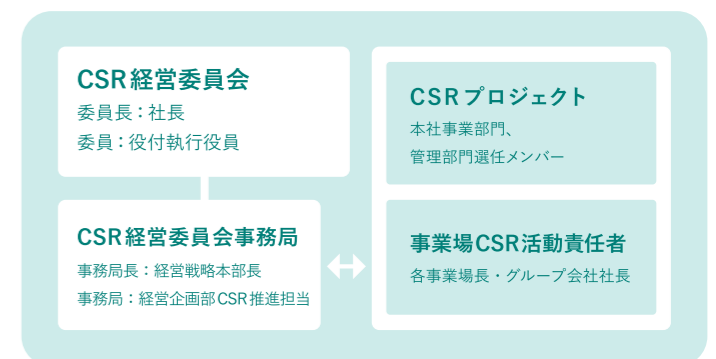 CSR経営委員会
委員長：社長
委員：役付執行役員
CSR経営委員会事務局
事務局長：経営戦略本部長
事務局：経営企画部CSR推進担当
CSRプロジェクト
本社事業部門、
管理部門選任メンバー
事業場CSR活動責任者
各事業場長・グループ会社社長